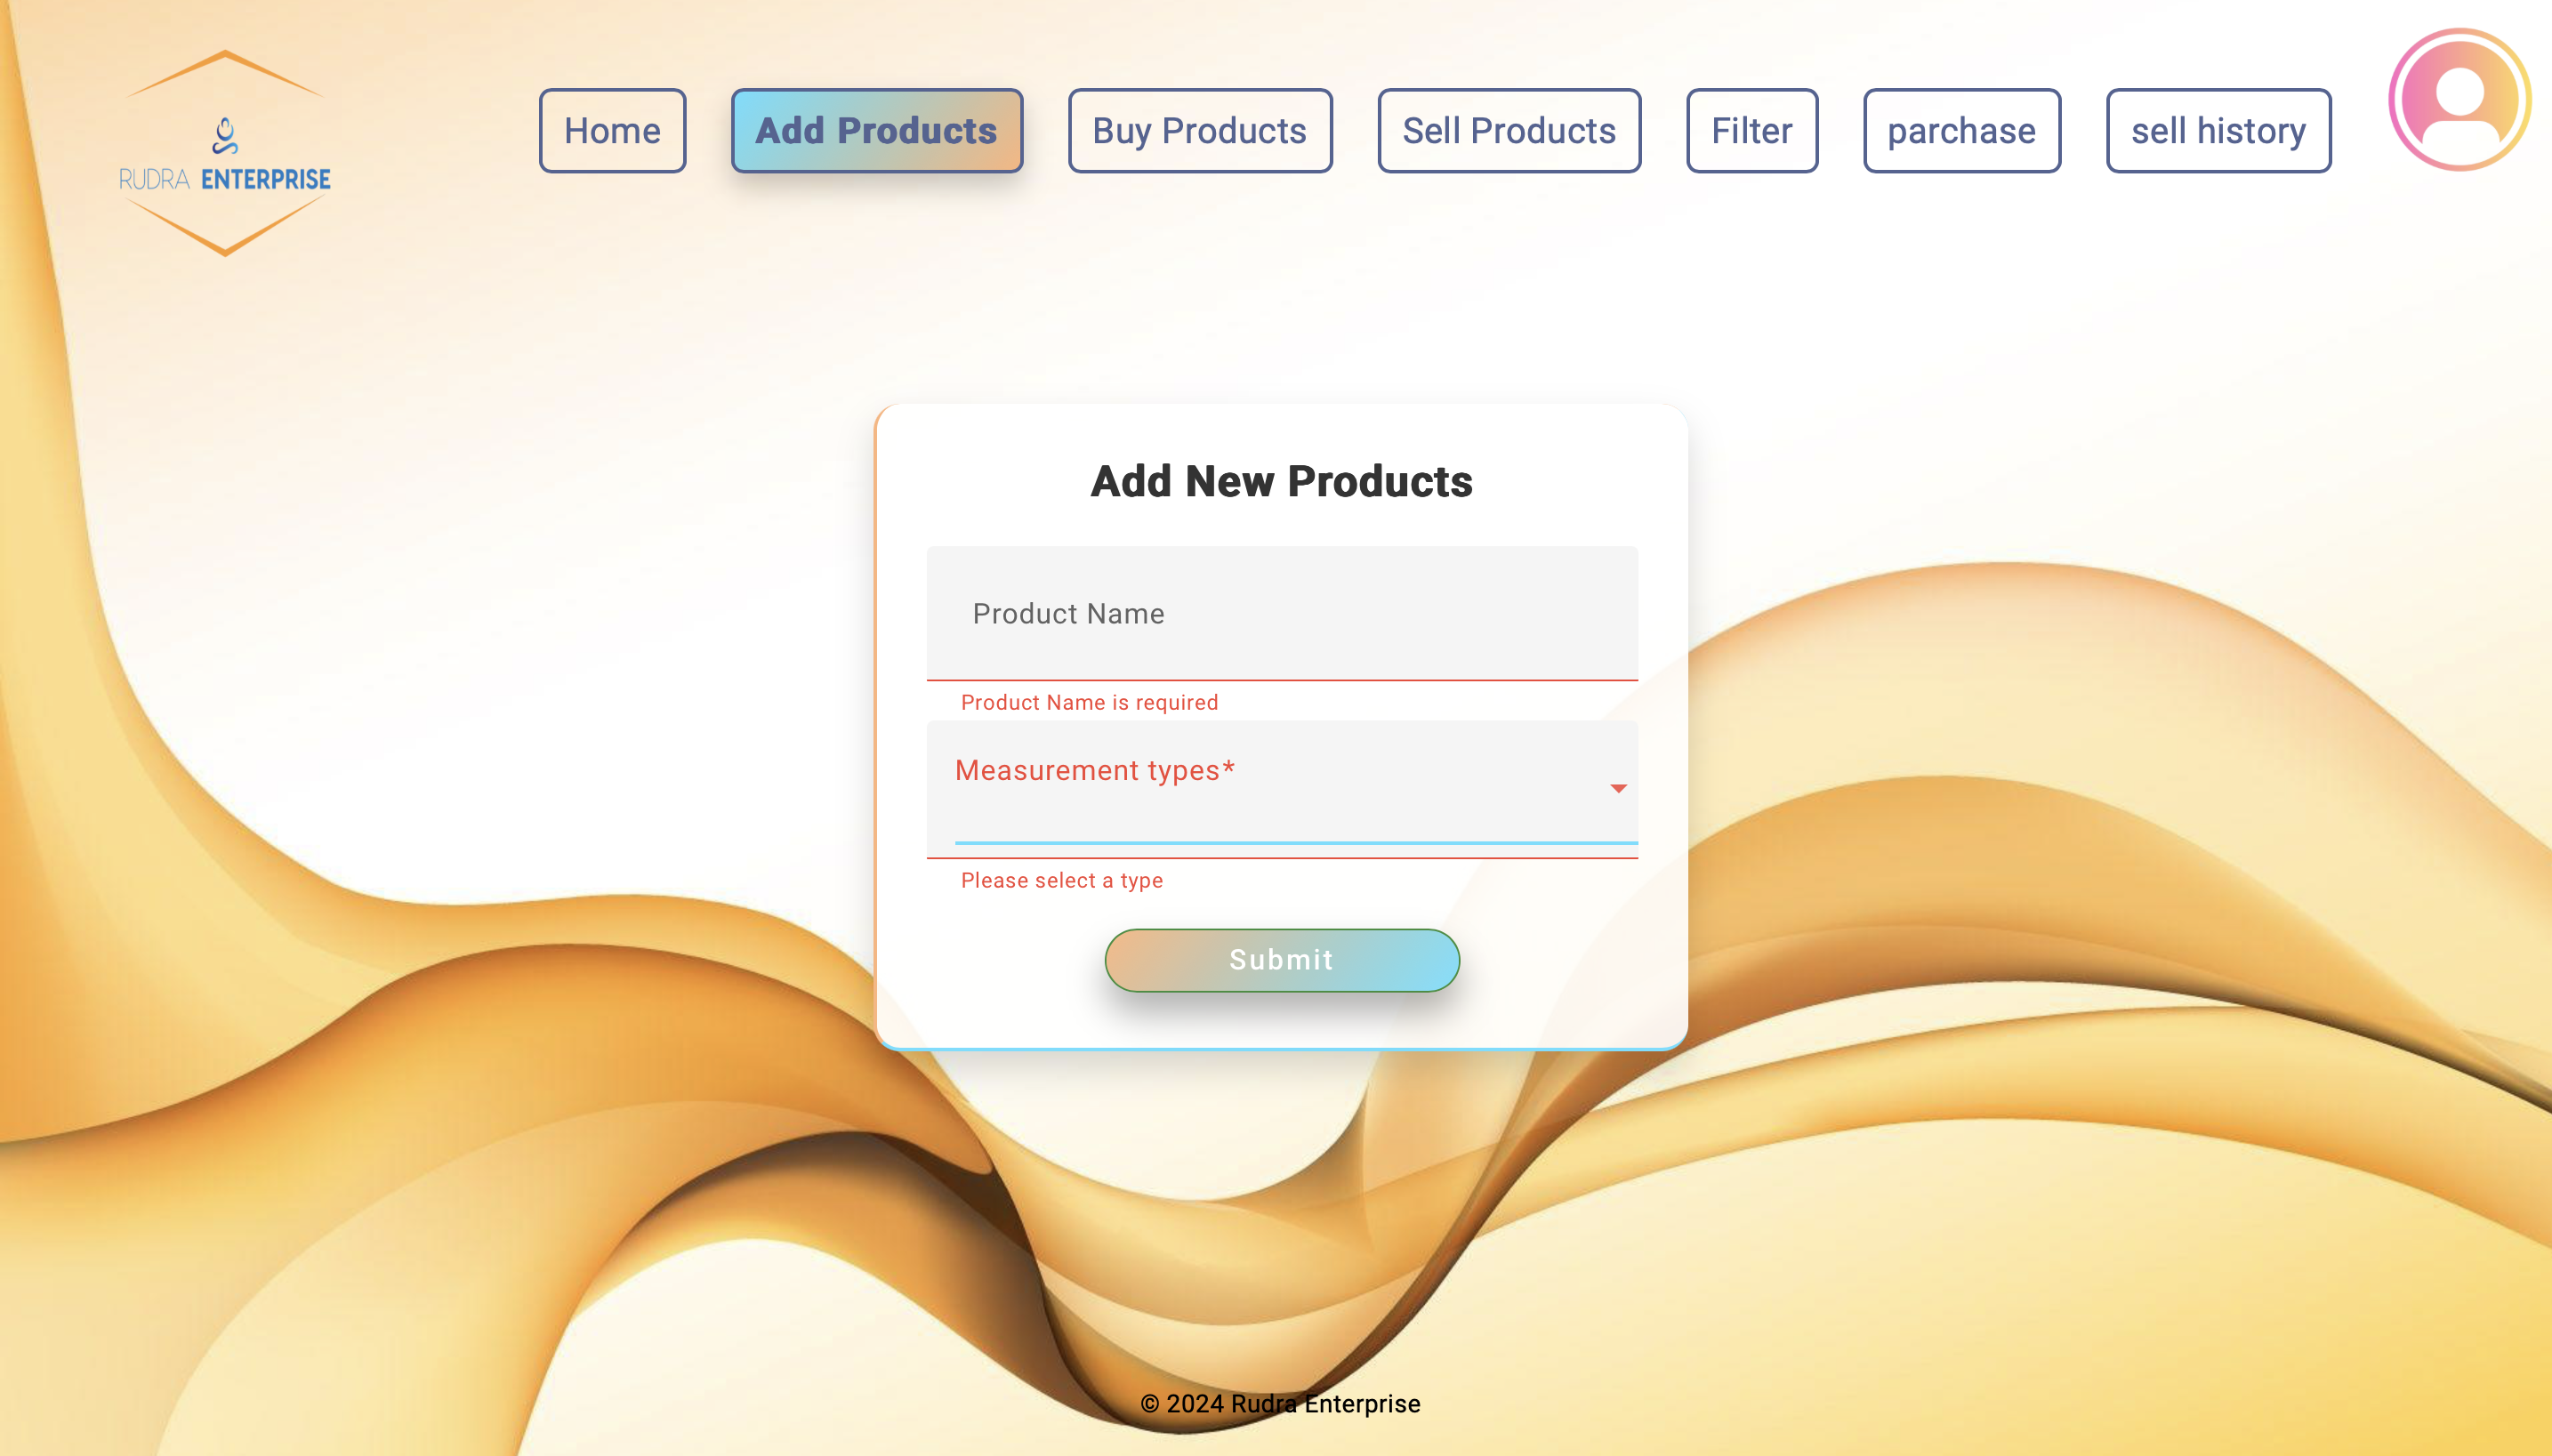 RUDRA ENTERPRISE
Home
Add Products
Buy Products
Sell Products
Filter
parchase
sell history
Add New Products
Product Name
Product Name is required
Measurement types*
Please select a type
Submit
© 2024 Rudra Enterprise